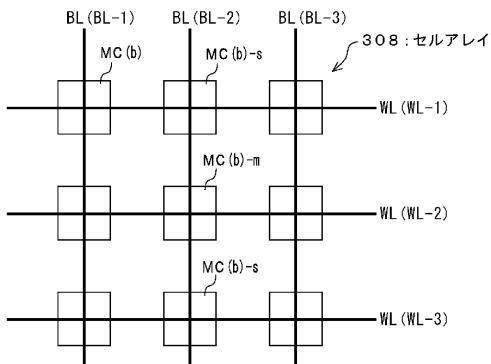 BL(BL-1) BL(BL-2) BL(BL-3)
308:セルアレイ
MC(b) MC(b)-s
WL(WL-1)
MC(b)-m
WL(WL-2)
MC(b)-s
WL(WL-3)